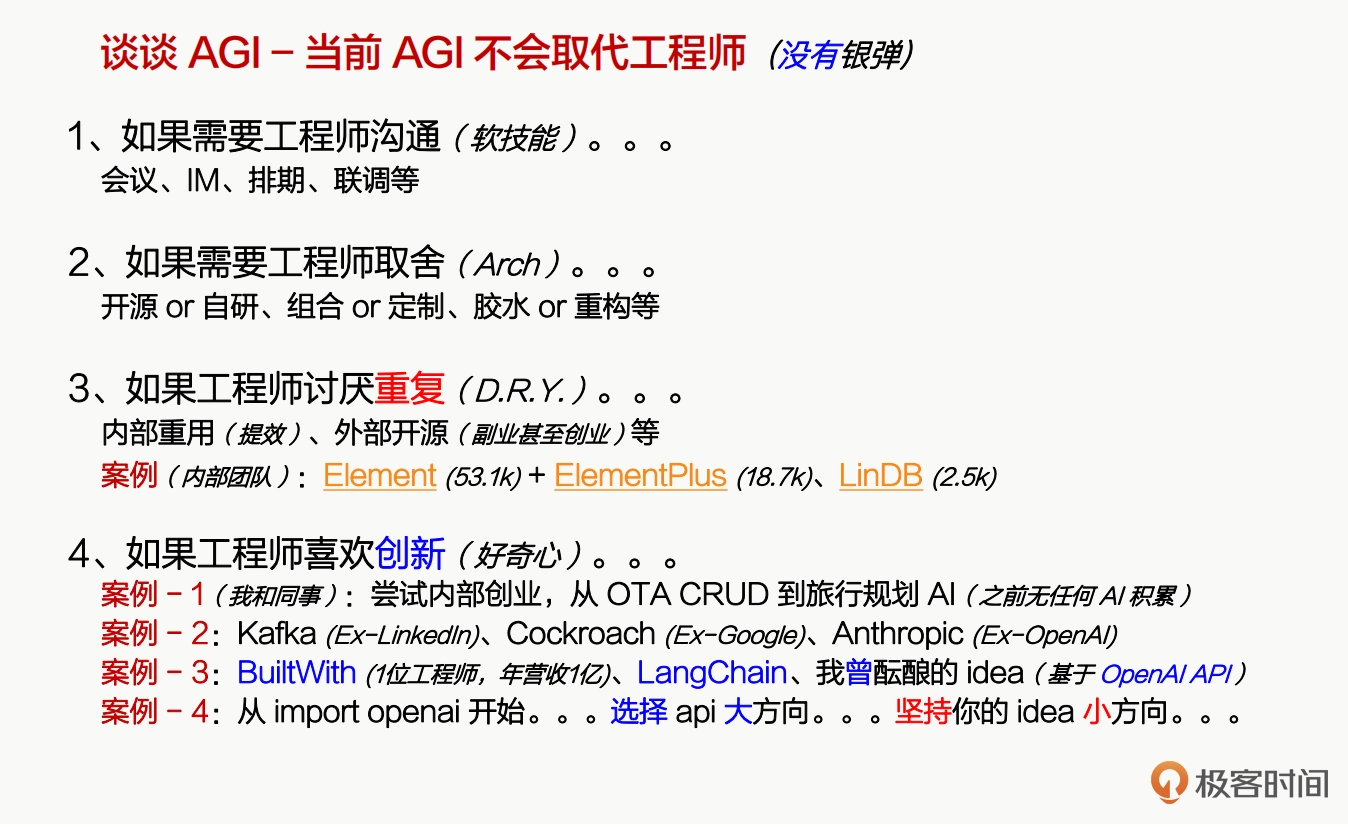 谈谈 AGI – 当前 AGI 不会取代工程师 (没有银弹)
1、如果需要工程师沟通（软技能）。。。
会议、IM、排期、联调等
2、如果需要工程师取舍（Arch）。。。
开源 or 自研、组合 or 定制、胶水 or 重构等
3、如果工程师讨厌重复（D.R.Y.）。。。
内部重用（提效）、外部开源（副业甚至创业）等
案例（内部团队）：Element (53.1k) + ElementPlus (18.7k)、LinDB (2.5k)
4、如果工程师喜欢创新（好奇心）。。。
案例 – 1（我和同事）：尝试内部创业，从 OTA CRUD 到旅行规划 AI（之前无任何 AI 积累）
案例 – 2：Kafka (Ex–LinkedIn)、Cockroach (Ex–Google)、Anthropic (Ex–OpenAI)
案例 – 3：BuiltWith (1位工程师，年营收1亿)、LangChain、我曾酝酿的 idea（基于 OpenAI API）
案例 – 4：从 import openai 开始。。。选择 api 大方向。。。坚持你的 idea 小方向。。。
极客时间